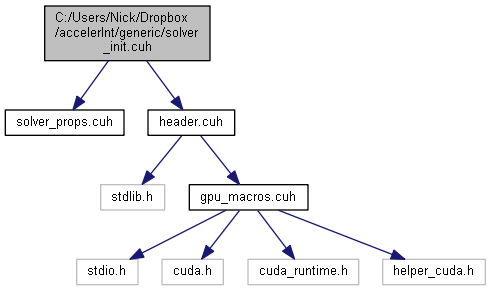 C:/Users/Nick/Dropbox
/accelerInt/generic/solver
_init.cuh
solver_props.cuh
header.cuh
stdlib.h
gpu_macros.cuh
stdio.h
cuda.h
cuda_runtime.h
helper_cuda.h